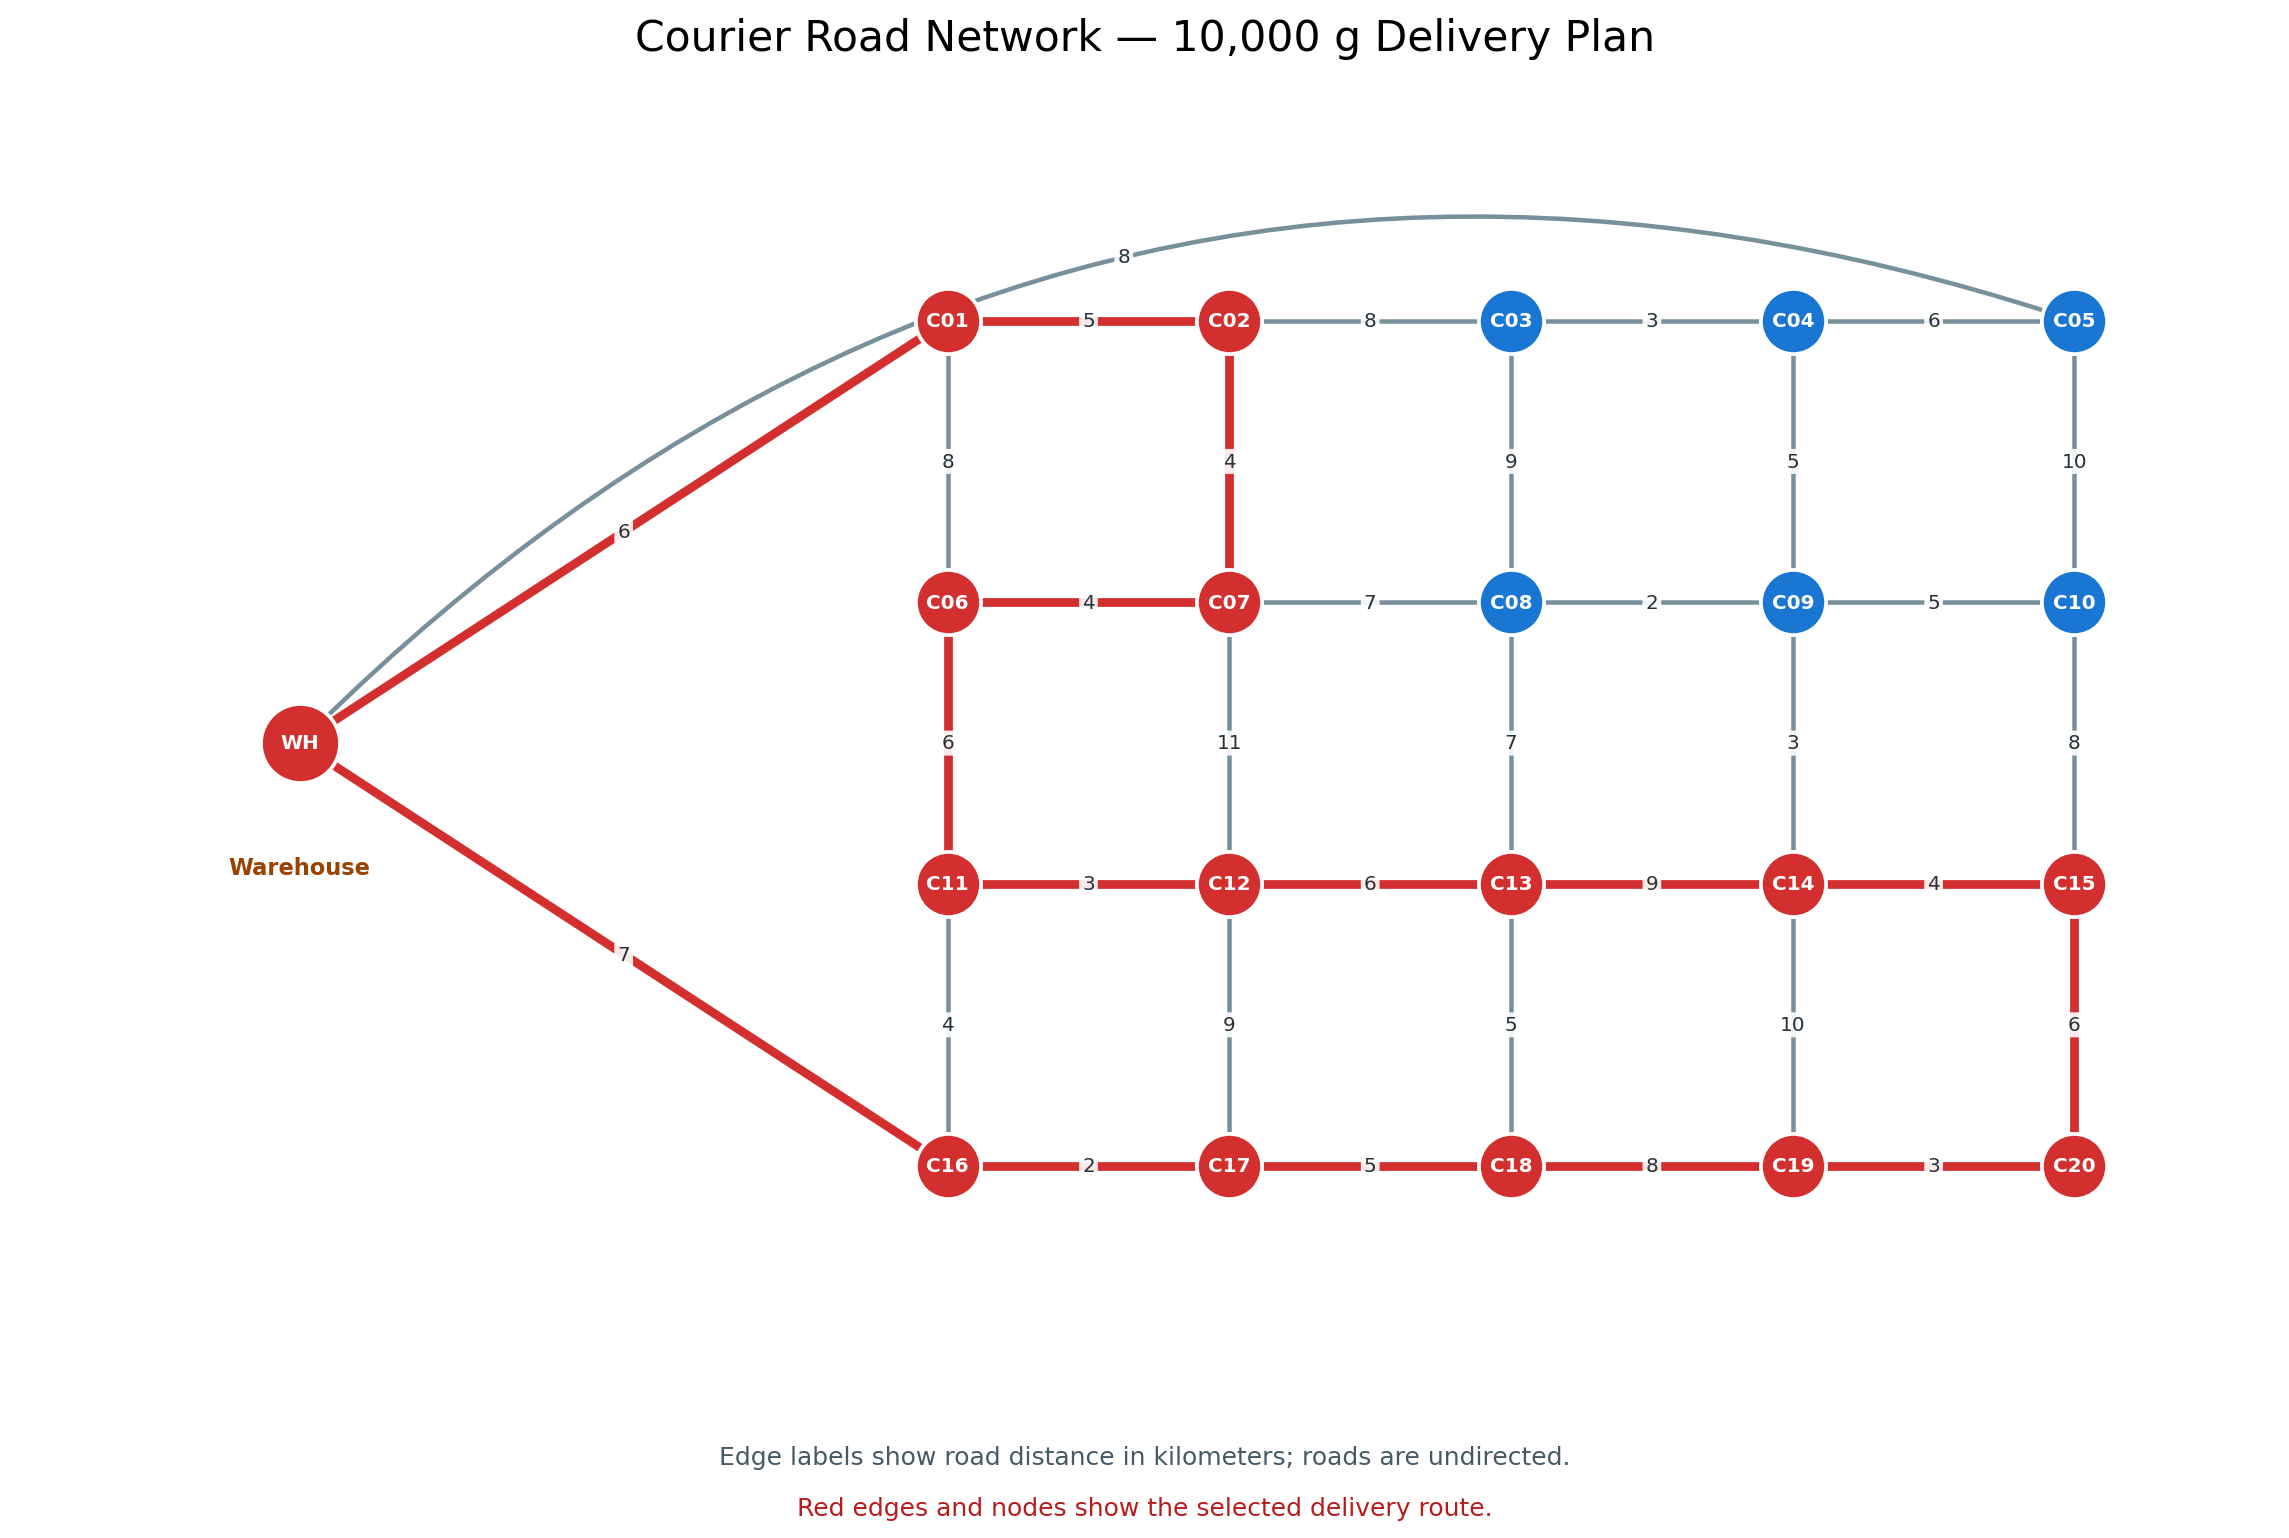 Courier Road Network — 10,000 g Delivery Plan
8
C01 5 C02 8 C03 3 C04 6 C05
8 4 9 5 10
6
C06 4 C07 7 C08 2 C09 5 C10
WH 6 11 7 3 8
Warehouse
C11 3 C12 6 C13 9 C14 4 C15
7
4 9 5 10 6
C16 2 C17 5 C18 8 C19 3 C20
Edge labels show road distance in kilometers; roads are undirected.
Red edges and nodes show the selected delivery route.